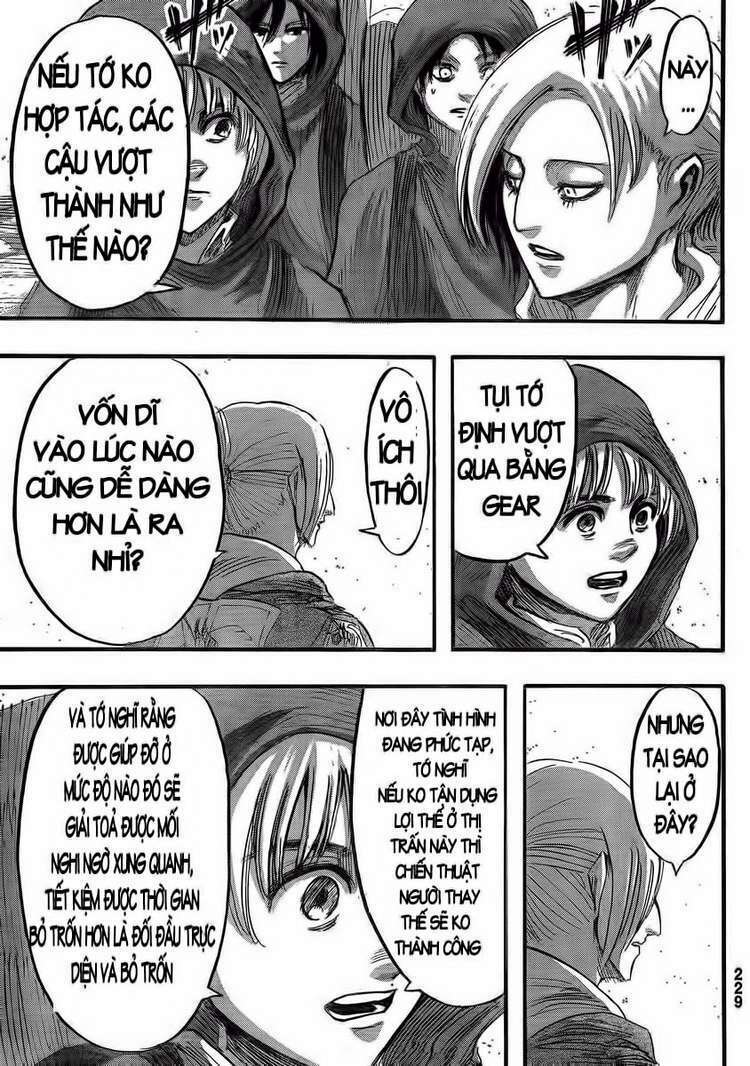 NÀY
...
NẾU TỚ KO
HỢP TÁC, CÁC
CẬU VƯỢT
THÀNH NHƯ
THẾ NÀO?
TỤI TỚ
ĐỊNH VƯỢT
QUA BẰNG
GEAR
VÔ
ÍCH
THÔI
VỐN DĨ
VÀO LÚC NÀO
CŨNG DỄ DÀNG
HƠN LÀ RA
NHỈ?
NHƯNG
TẠI SAO
LẠI Ở
ĐÂY?
NƠI ĐÂY TÌNH HÌNH
ĐANG PHỨC TẠP,
TỚ NGHĨ
NẾU KO TẬN DỤNG
LỢI THẾ Ở THỊ
TRẤN NÀY THÌ
CHIẾN THUẬT
NGƯỜI THAY
THẾ SẼ KO
THÀNH CÔNG
VÀ TỚ NGHĨ RẰNG
ĐƯỢC GIÚP ĐỠ Ở
MỨC ĐỘ NÀO ĐÓ SẼ
GIẢI TOẢ ĐƯỢC MỐI
NGHI NGỜ XUNG QUANH,
TIẾT KIỆM ĐƯỢC THỜI GIAN
BỎ TRỐN HƠN LÀ ĐỐI ĐẦU TRỰC
DIỆN VÀ BỎ TRỐN
229